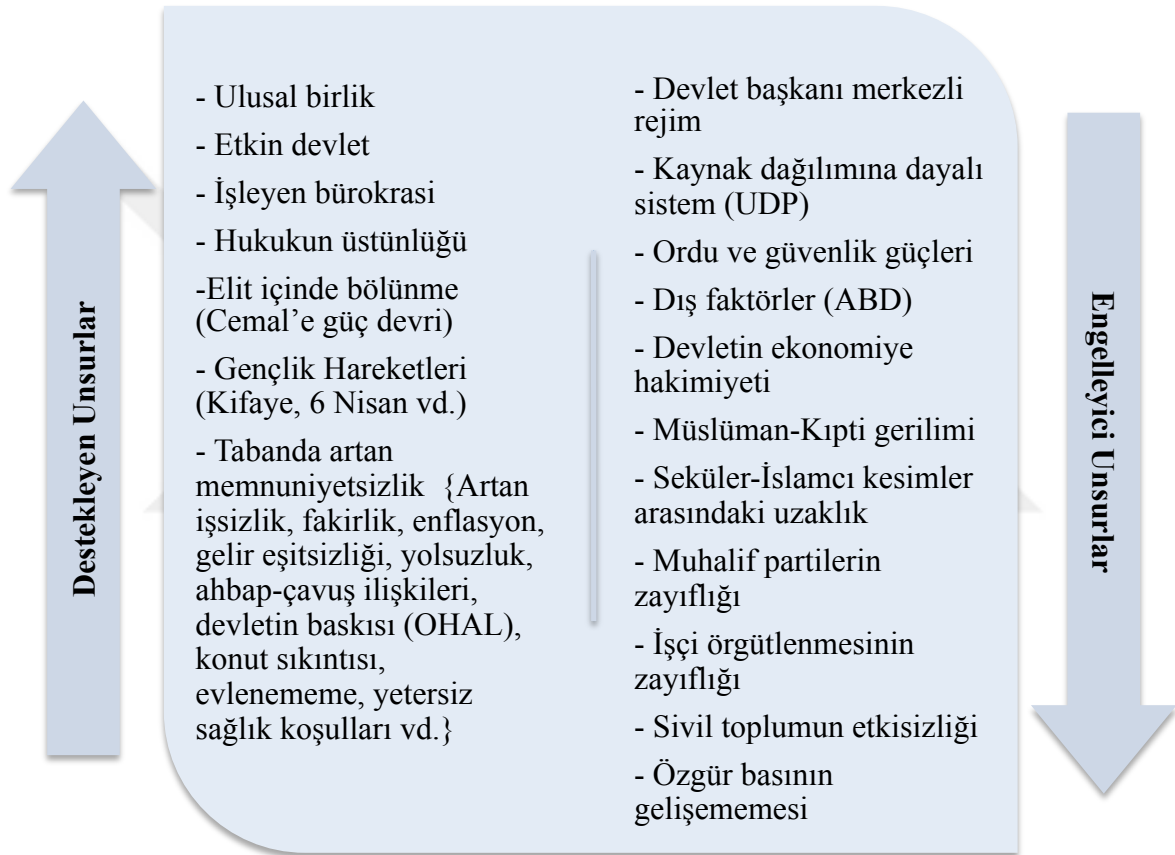 Destekleyen Unsurlar
- Ulusal birlik
- Etkin devlet
- İşleyen bürokrasi
- Hukukun üstünlüğü
-Elit içinde bölünme
(Cemal’e güç devri)
- Gençlik Hareketleri
(Kifaye, 6 Nisan vd.)
- Tabanda artan
memnuniyetsizlik {Artan
işsizlik, fakirlik, enflasyon,
gelir eşitsizliği, yolsuzluk,
ahbap-çavuş ilişkileri,
devletin baskısı (OHAL),
konut sıkıntısı,
evlenememe, yetersiz
sağlık koşulları vd.}
- Devlet başkanı merkezli
rejim
- Kaynak dağılımına dayalı
sistem (UDP)
- Ordu ve güvenlik güçleri
- Dış faktörler (ABD)
- Devletin ekonomiye
hakimiyeti
- Müslüman-Kıpti gerilimi
- Seküler-İslamcı kesimler
arasındaki uzaklık
- Muhalif partilerin
zayıflığı
- İşçi örgütlenmesinin
zayıflığı
- Sivil toplumun etkisizliği
- Özgür basının
gelişememesi
Engelleyici Unsurlar